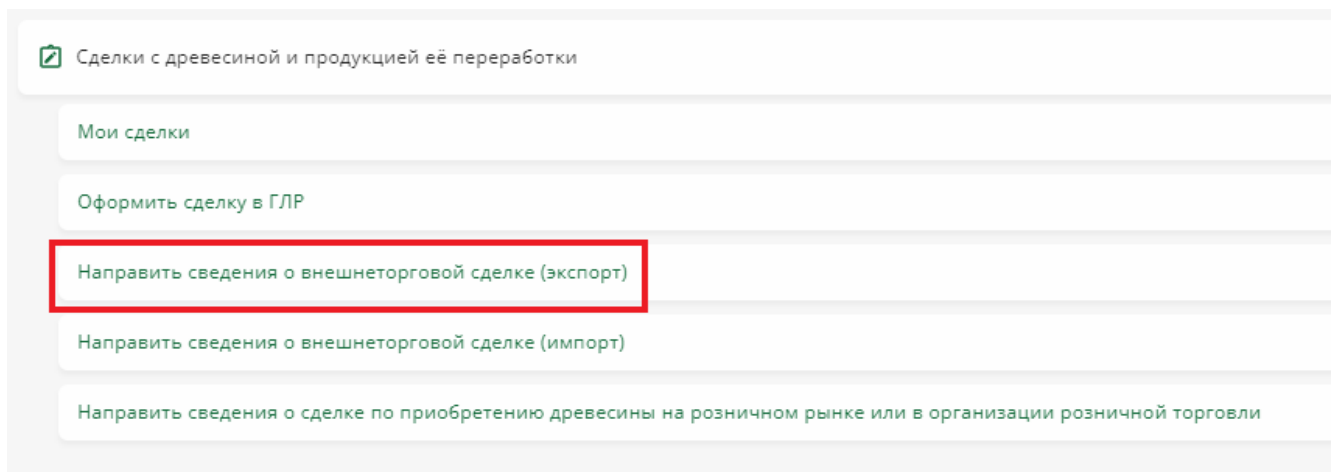 Сделки с древесиной и продукцией её переработки
Мои сделки
Оформить сделку в ГЛР
Направить сведения о внешнеторговой сделке (экспорт)
Направить сведения о внешнеторговой сделке (импорт)
Направить сведения о сделке по приобретению древесины на розничном рынке или в организации розничной торговли